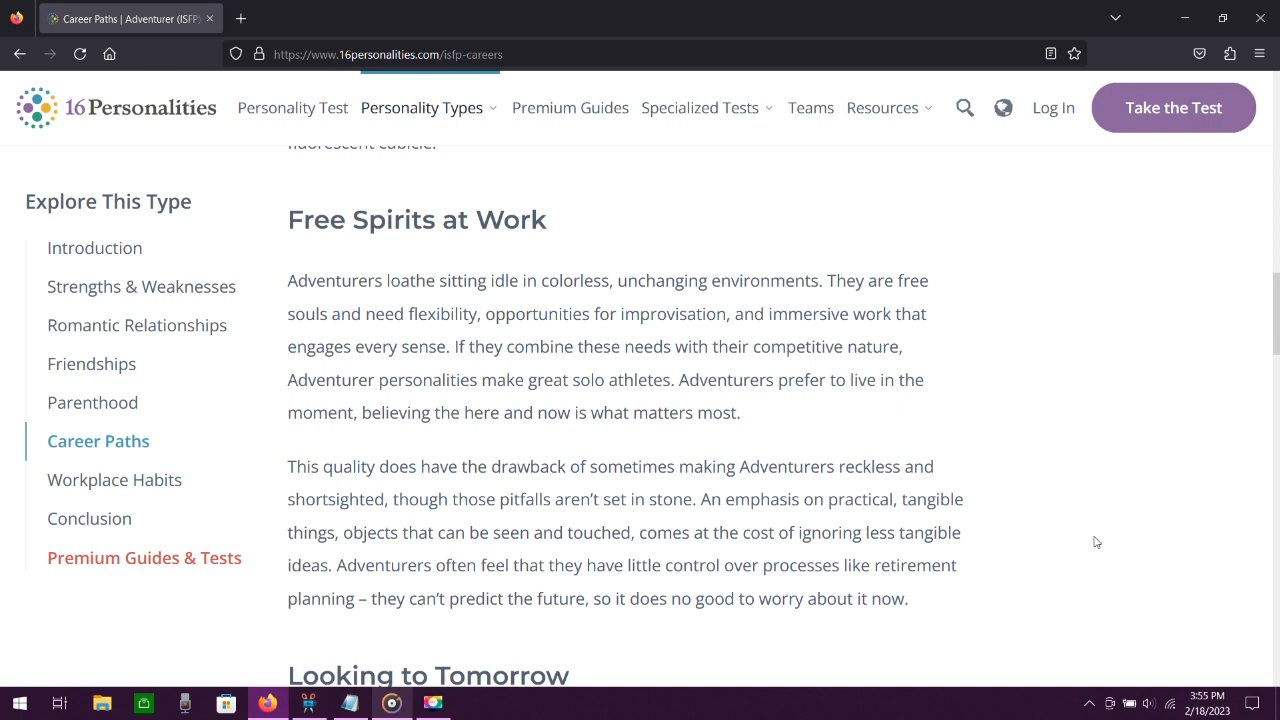 Career Paths | Adventurer (ISFP)
https://www.16personalities.com/isfp-careers
16Personalities
Personality Test
Personality Types
Premium Guides
Specialized Tests
Teams
Resources
Log In
Take the Test
fluorescent cubicle.
Explore This Type
Introduction
Strengths & Weaknesses
Romantic Relationships
Friendships
Parenthood
Career Paths
Workplace Habits
Conclusion
Premium Guides & Tests
Free Spirits at Work
Adventurers loathe sitting idle in colorless, unchanging environments. They are free
souls and need flexibility, opportunities for improvisation, and immersive work that
engages every sense. If they combine these needs with their competitive nature,
Adventurer personalities make great solo athletes. Adventurers prefer to live in the
moment, believing the here and now is what matters most.
This quality does have the drawback of sometimes making Adventurers reckless and
shortsighted, though those pitfalls aren’t set in stone. An emphasis on practical, tangible
things, objects that can be seen and touched, comes at the cost of ignoring less tangible
ideas. Adventurers often feel that they have little control over processes like retirement
planning – they can’t predict the future, so it does no good to worry about it now.
Looking to Tomorrow
3:55 PM
2/18/2023